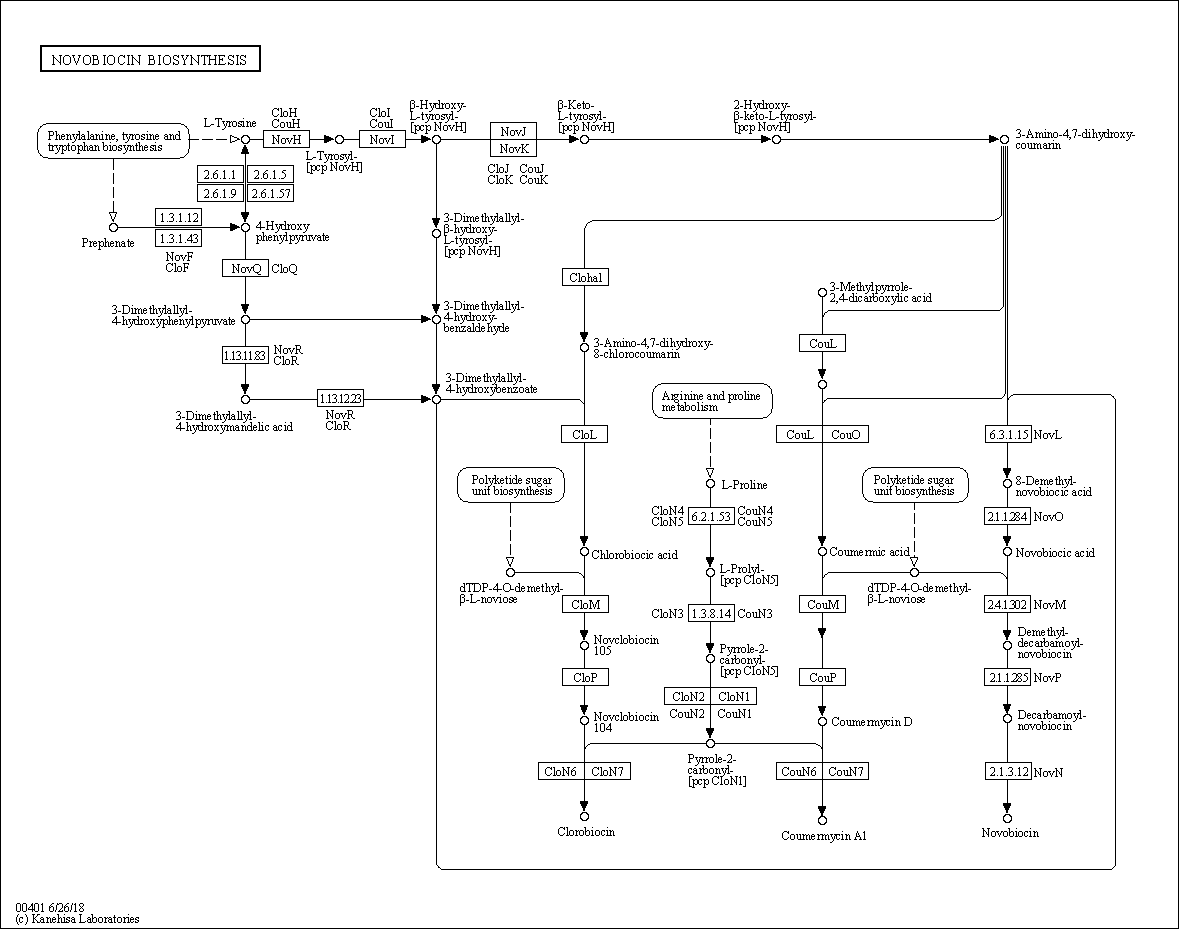 NOVOBIOCIN BIOSYNTHESIS
Phenylalanine, tyrosine and
tryptophan biosynthesis
L-Tyrosine
CloH
CouH
NovH
L-Tyrosyl-
[pcp NovH]
CloI
CouI
NovI
β-Hydroxy-
L-tyrosyl-
[pcp NovH]
NovJ
NovK
CloJ CouJ
CloK CouK
β-Keto-
L-tyrosyl-
[pcp NovH]
2-Hydroxy-
β-keto-L-tyrosyl-
[pcp NovH]
3-Amino-4,7-dihydroxy-
coumarin
2.6.1.1 2.6.1.5
2.6.1.9 2.6.1.57
Prephenate
1.3.1.12
1.3.1.43
NovF
CloF
4-Hydroxy
phenylpyruvate
NovQ CloQ
3-Dimethylallyl-
β-hydroxy-
L-tyrosyl-
[pcp NovH]
Clohal
3-Methylpyrrole-
2,4-dicarboxylic acid
3-Dimethylallyl-
4-hydroxyphenylpyruvate
3-Dimethylallyl-
4-hydroxy-
benzaldehyde
1.13.11.83
NovR
CloR
3-Amino-4,7-dihydroxy-
8-chlorocoumarin
CouL
3-Dimethylallyl-
4-hydroxymandelic acid
1.13.12.23
NovR
CloR
3-Dimethylallyl-
4-hydroxybenzoate
Arginine and proline
metabolism
CloL
CouL CouO
6.3.1.15 NovL
Polyketide sugar
unif biosynthesis
L-Proline
Polyketide sugar
unif biosynthesis
8-Demethyl-
novobiocic acid
CloN4
CloN5
6.2.1.53
CouN4
CouN5
2.1.1.284 NovO
Chlorobiocic acid
Coumermic acid
Novobiocic acid
dTDP-4-O-demethyl-
β-L-noviose
L-Prolyl-
[pcp CloN5]
dTDP-4-O-demethyl-
β-L-noviose
CloM
CloN3 1.3.8.14 CouN3
CouM
2.4.1.302 NovM
Novclobiocin
105
Pyrrole-2-
carbonyl-
[pcp CloN5]
Demethyl-
decarbamoyl-
novobiocin
CloP
CouP
2.1.1.285 NovP
CloN2 CloN1
CouN2 CouN1
Novclobiocin
104
Coumermycin D
Decarbamoyl-
novobiocin
CloN6 CloN7
Pyrrole-2-
carbonyl-
[pcp CloN1]
CouN6 CouN7
2.1.3.12 NovN
Clorobiocin
Coumermycin A1
Novobiocin
00401 6/26/18
(c) Kanehisa Laboratories